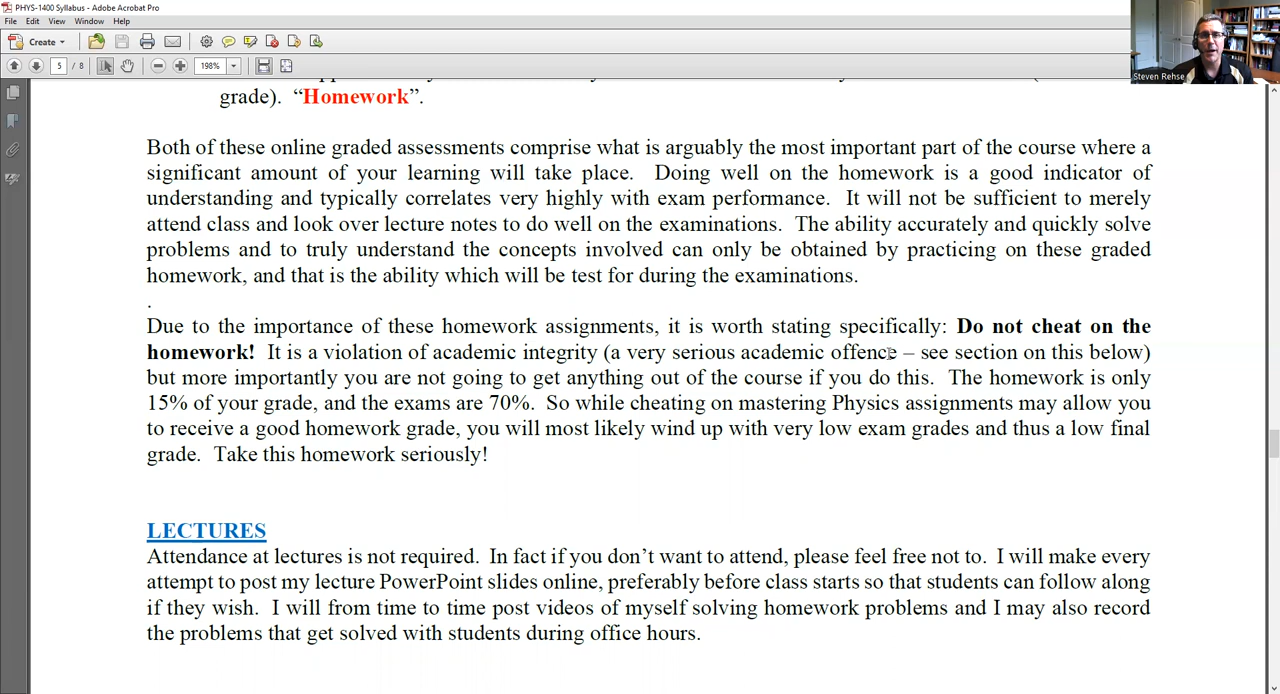 PHYS-1400 Syllabus - Adobe Acrobat Pro
File Edit View Window Help
Create
5 / 8 198%
Steven Rehse
grade). “Homework”.
Both of these online graded assessments comprise what is arguably the most important part of the course where a
significant amount of your learning will take place. Doing well on the homework is a good indicator of
understanding and typically correlates very highly with exam performance. It will not be sufficient to merely
attend class and look over lecture notes to do well on the examinations. The ability accurately and quickly solve
problems and to truly understand the concepts involved can only be obtained by practicing on these graded
homework, and that is the ability which will be test for during the examinations.
.
Due to the importance of these homework assignments, it is worth stating specifically: Do not cheat on the
homework! It is a violation of academic integrity (a very serious academic offence – see section on this below)
but more importantly you are not going to get anything out of the course if you do this. The homework is only
15% of your grade, and the exams are 70%. So while cheating on mastering Physics assignments may allow you
to receive a good homework grade, you will most likely wind up with very low exam grades and thus a low final
grade. Take this homework seriously!
LECTURES
Attendance at lectures is not required. In fact if you don’t want to attend, please feel free not to. I will make every
attempt to post my lecture PowerPoint slides online, preferably before class starts so that students can follow along
if they wish. I will from time to time post videos of myself solving homework problems and I may also record
the problems that get solved with students during office hours.